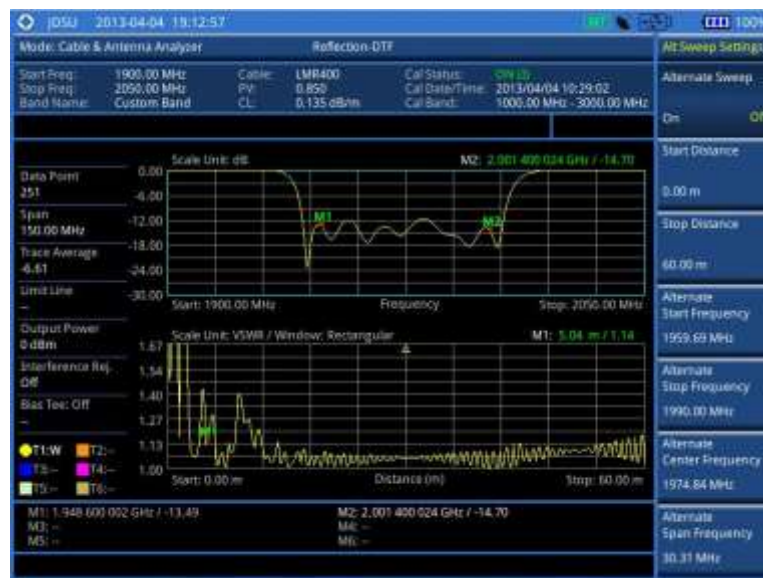 JDSU 2013-04-04 19:12:57 INT 100%
Mode: Cable & Antenna Analyzer Reflection-DTF
Start Freq: 1900.00 MHz Cable: LMR400 Cal Status: ON
Stop Freq: 2050.00 MHz PV: 0.850 Cal Date/Time: 2013/04/04 10:29:02
Band Name: Custom Band CL: 0.135 dB/m Cal Band: 1000.00 MHz - 3000.00 MHz
Alt Sweep Settings
Alternate Sweep
On
Start Distance
0.00 m
Stop Distance
60.00 m
Alternate
Start Frequency
1959.69 MHz
Alternate
Stop Frequency
1990.00 MHz
Alternate
Center Frequency
1974.84 MHz
Alternate
Span Frequency
30.31 MHz
Data Point
251
Span
150.00 MHz
Trace Average
-6.61
Limit Line
--
Output Power
0 dBm
Interference Rej.
Off
Bias Tee: Off
--
T1:W T2:--
T3:-- T4:--
T5:-- T6:--
Scale Unit: dB M2: 2.001 400 024 GHz / -14.70
0.00
-6.00
-12.00
-18.00
-24.00
-30.00
M1
M2
Start: 1900.00 MHz Frequency Stop: 2050.00 MHz
Scale Unit: VSWR / Window: Rectangular M1: 5.04 m / 1.14
1.67
1.54
1.40
1.27
1.13
1.00
M1
Start: 0.00 m Distance (m) Stop: 60.00 m
M1: 1.948 600 002 GHz / -13.49 M2: 2.001 400 024 GHz / -14.70
M3: -- M4: --
M5: -- M6: --